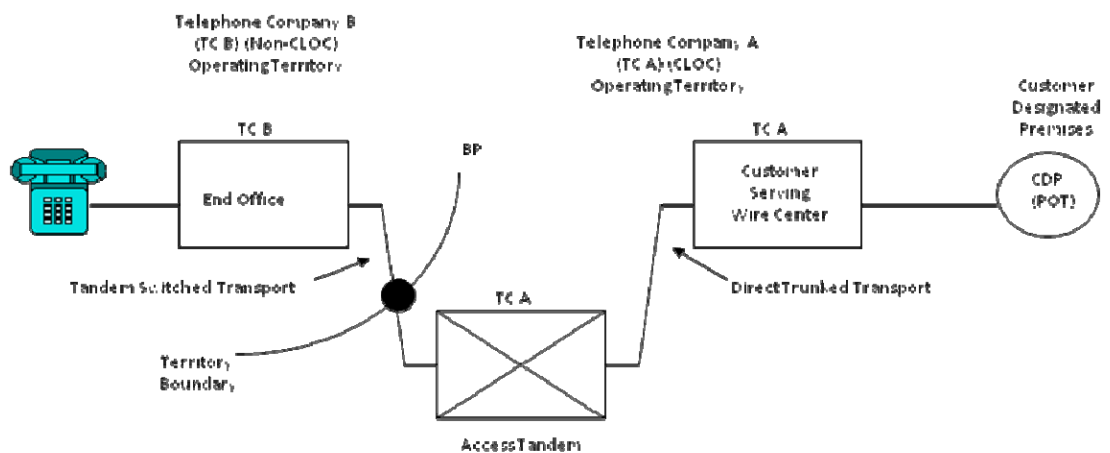 Telephone Company B
(TC B) (Non-CLOC)
Operating Territory
Telephone Company A
(TC A) (CLOC)
Operating Territory
Customer
Designated
Premises
TC B
BP
TC A
End Office
Customer
Serving
Wire Center
CDP
(POT)
Tandem Switched Transport
TC A
Direct Trunked Transport
Territory
Boundary
Access Tandem